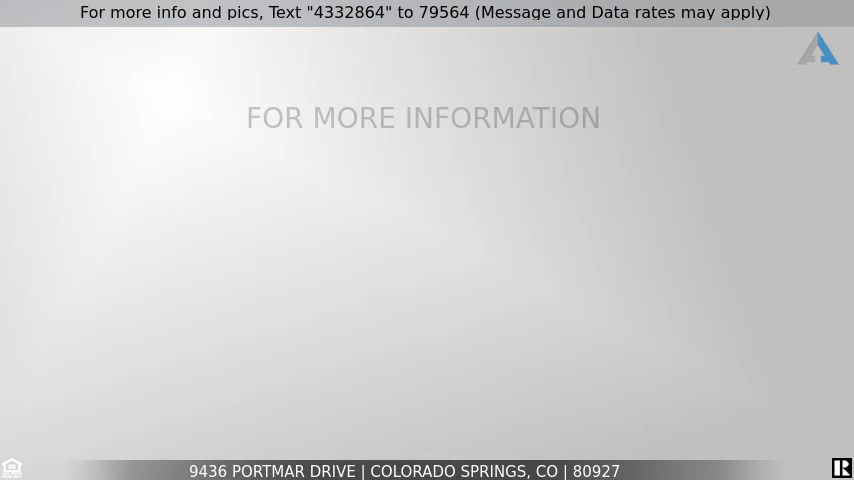 For more info and pics, Text "4332864" to 79564 (Message and Data rates may apply)
FOR MORE INFORMATION
9436 PORTMAR DRIVE | COLORADO SPRINGS, CO | 80927